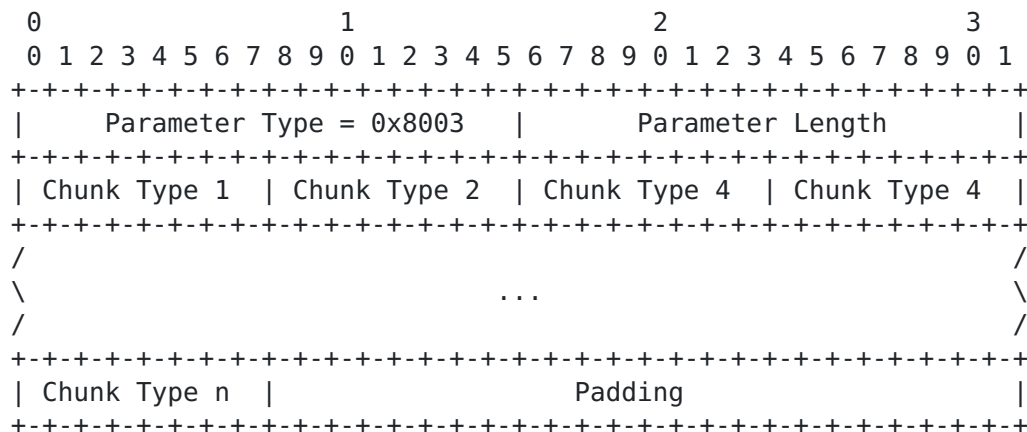 0                   1                   2                   3
 0 1 2 3 4 5 6 7 8 9 0 1 2 3 4 5 6 7 8 9 0 1 2 3 4 5 6 7 8 9 0 1
+-+-+-+-+-+-+-+-+-+-+-+-+-+-+-+-+-+-+-+-+-+-+-+-+-+-+-+-+-+-+-+-+
|     Parameter Type = 0x8003   |       Parameter Length        |
+-+-+-+-+-+-+-+-+-+-+-+-+-+-+-+-+-+-+-+-+-+-+-+-+-+-+-+-+-+-+-+-+
| Chunk Type 1  | Chunk Type 2  | Chunk Type 4  | Chunk Type 4  |
+-+-+-+-+-+-+-+-+-+-+-+-+-+-+-+-+-+-+-+-+-+-+-+-+-+-+-+-+-+-+-+-+
/                                                               /
\                              ...                              \
/                                                               /
+-+-+-+-+-+-+-+-+-+-+-+-+-+-+-+-+-+-+-+-+-+-+-+-+-+-+-+-+-+-+-+-+
| Chunk Type n  |                   Padding                     |
+-+-+-+-+-+-+-+-+-+-+-+-+-+-+-+-+-+-+-+-+-+-+-+-+-+-+-+-+-+-+-+-+